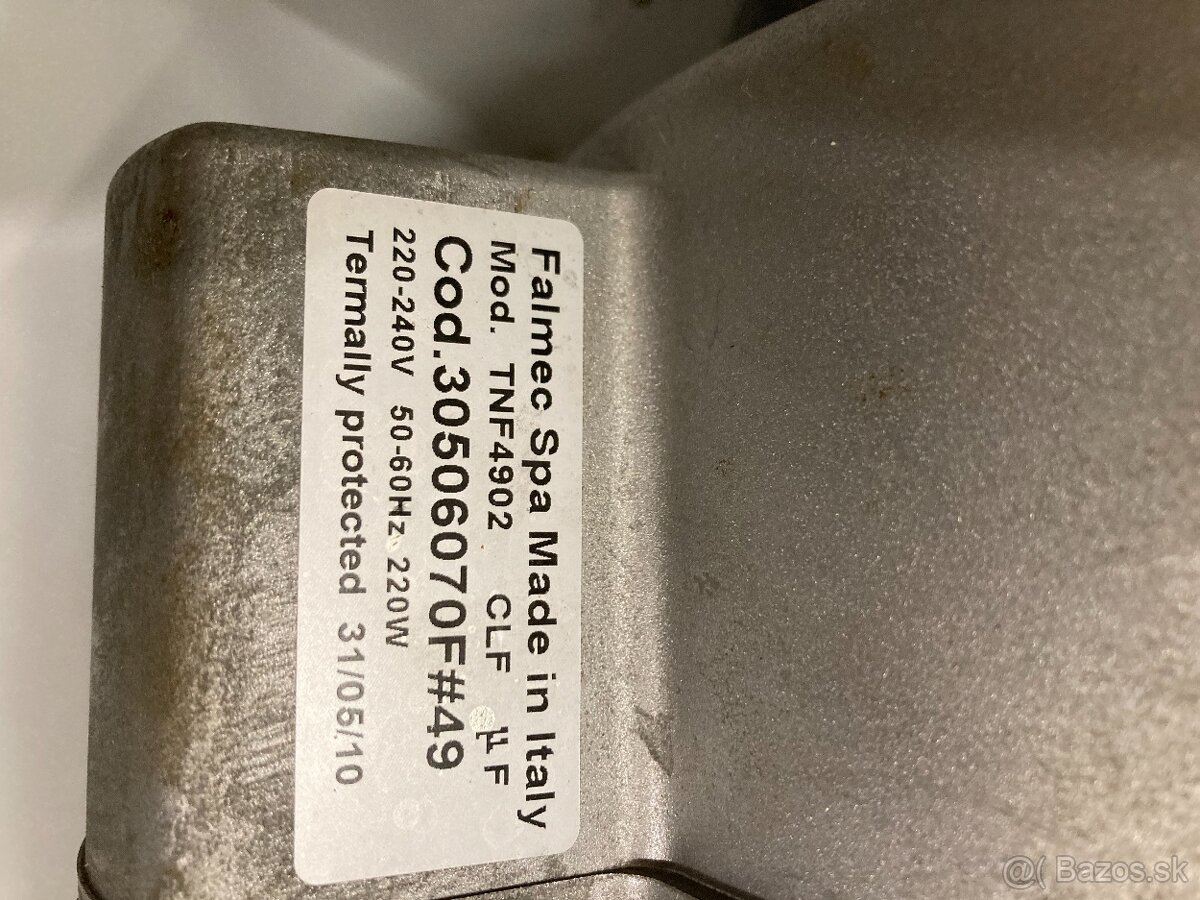 Falmec Spa Made in Italy
Mod. TNF4902 CLF µF
Cod.30506070F#49
220-240V 50-60Hz 220W
Termally protected 31/05/10
@( Bazos.sk